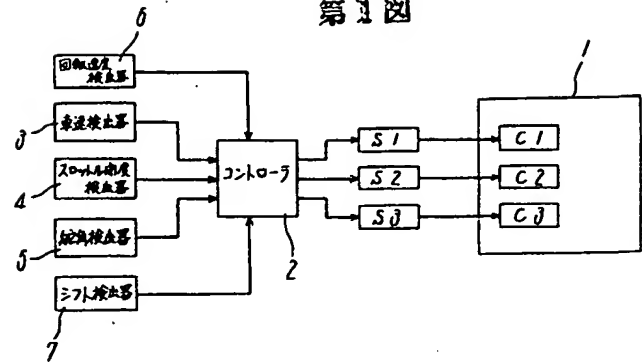 第1図
6
1
回転速度
検出器
3
車速検出器
コントローラ
S1
C1
4
スロットル開度
検出器
S2
C2
5
舵角検出器
2
S3
C3
シフト検出器
7